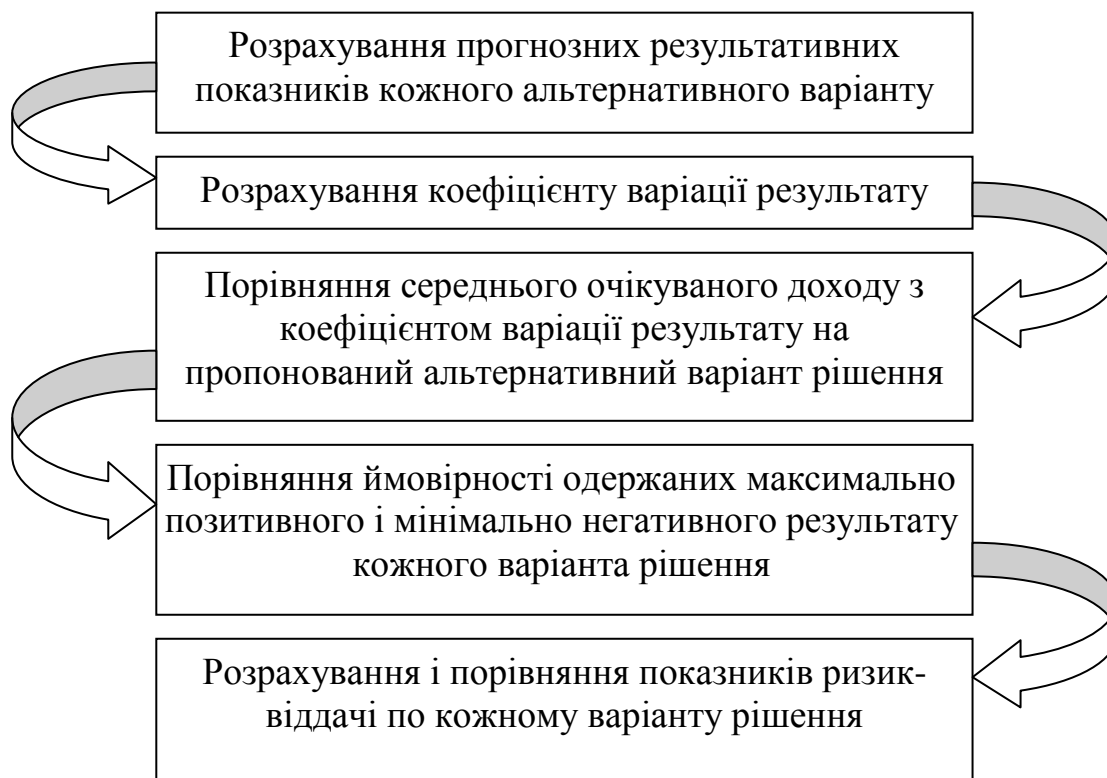 Розрахування прогнозних результативних
показників кожного альтернативного варіанту
Розрахування коефіцієнту варіації результату
Порівняння середнього очікуваного доходу з
коефіцієнтом варіації результату на
пропонований альтернативний варіант рішення
Порівняння ймовірності одержаних максимально
позитивного і мінімально негативного результату
кожного варіанта рішення
Розрахування і порівняння показників ризик-
віддачі по кожному варіанту рішення